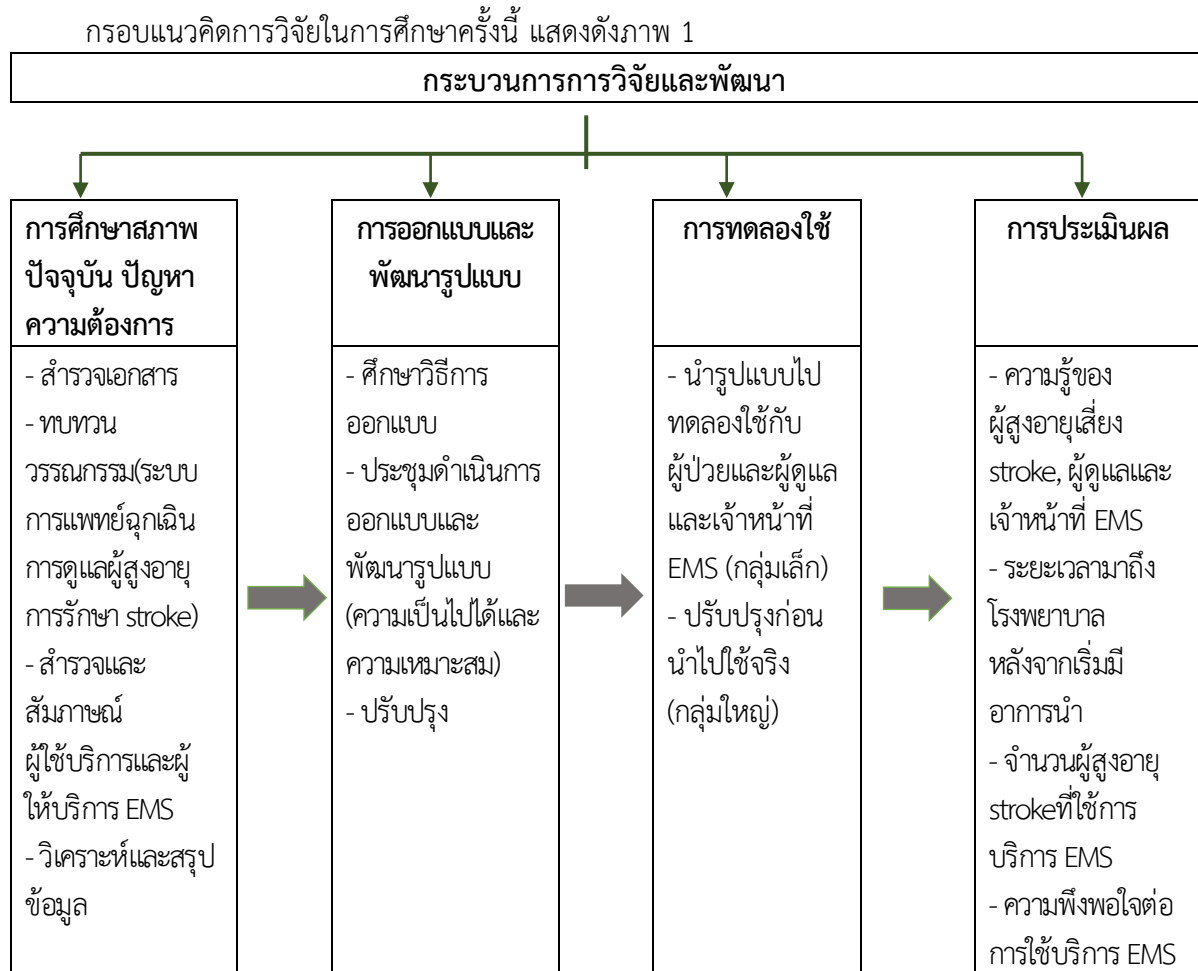 กรอบแนวคิดการวิจัยในการศึกษาครั้งนี้ แสดงดังภาพ 1
กระบวนการการวิจัยและพัฒนา
การศึกษาสภาพ
ปัจจุบัน ปัญหา
ความต้องการ
- สำรวจเอกสาร
- ทบทวน
วรรณกรรม(ระบบ
การแพทย์ฉุกเฉิน
การดูแลผู้สูงอายุ
การรักษา stroke)
- สำรวจและ
สัมภาษณ์
ผู้ใช้บริการและผู้
ให้บริการ EMS
- วิเคราะห์และสรุป
ข้อมูล
การออกแบบและ
พัฒนารูปแบบ
- ศึกษาวิธีการ
ออกแบบ
- ประชุมดำเนินการ
ออกแบบและ
พัฒนารูปแบบ
(ความเป็นไปได้และ
ความเหมาะสม)
- ปรับปรุง
การทดลองใช้
- นำรูปแบบไป
ทดลองใช้กับ
ผู้ป่วยและผู้ดูแล
และเจ้าหน้าที่
EMS (กลุ่มเล็ก)
- ปรับปรุงก่อน
นำไปใช้จริง
(กลุ่มใหญ่)
การประเมินผล
- ความรู้ของ
ผู้สูงอายุเสี่ยง
stroke, ผู้ดูแลและ
เจ้าหน้าที่ EMS
- ระยะเวลามาถึง
โรงพยาบาล
หลังจากเริ่มมี
อาการนำ
- จำนวนผู้สูงอายุ
strokeที่ใช้การ
บริการ EMS
- ความพึงพอใจต่อ
การใช้บริการ EMS